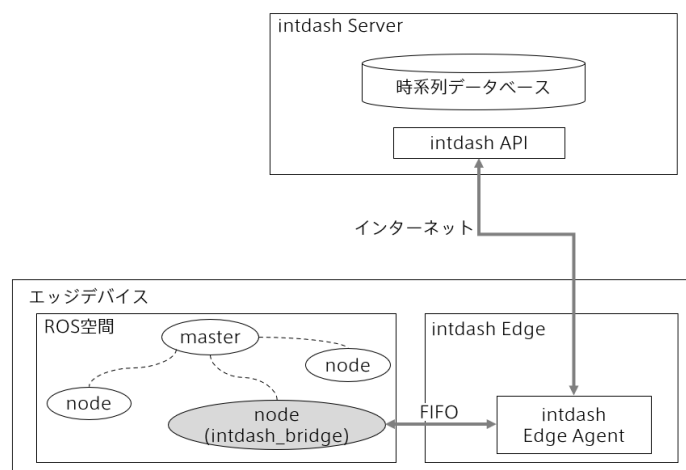 intdash Server
時系列データベース
intdash API
インターネット
エッジデバイス
ROS空間
master
node
node
node
(intdash_bridge)
FIFO
intdash Edge
intdash
Edge Agent